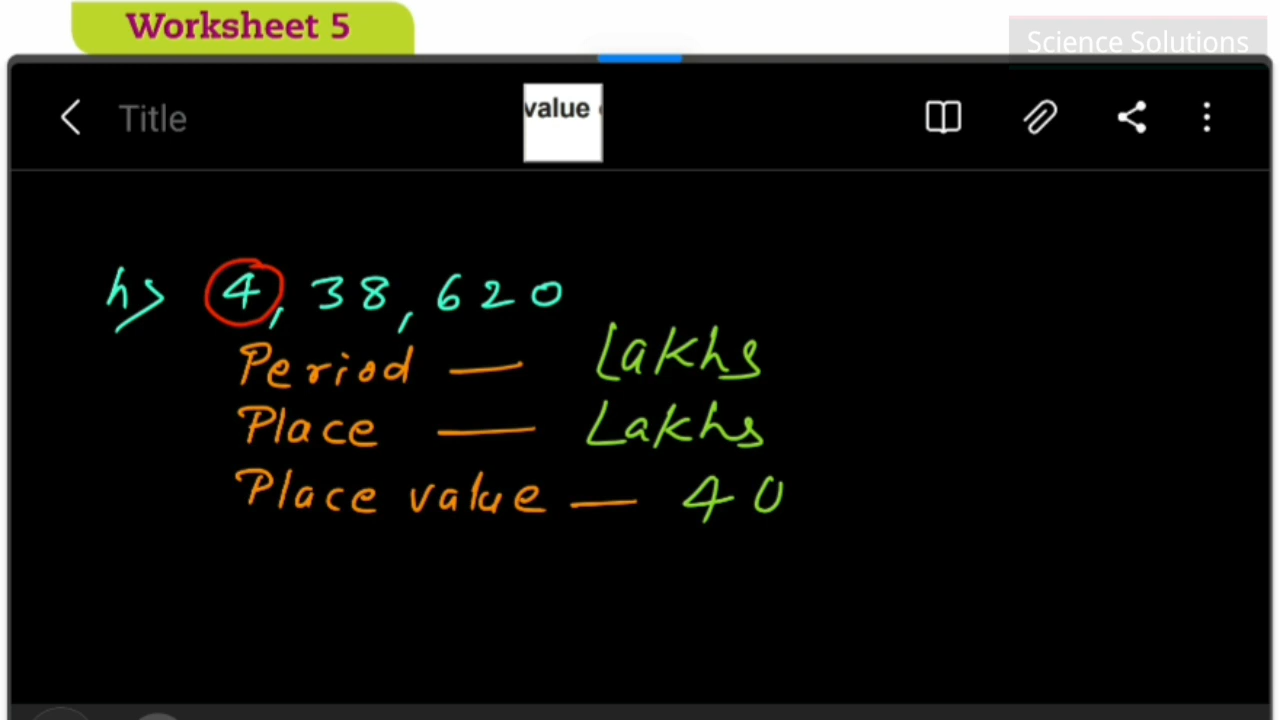 Worksheet 5
Science Solutions
Title
value
h> 4, 38, 620
Period — Lakhs
Place — Lakhs
Place value — 40